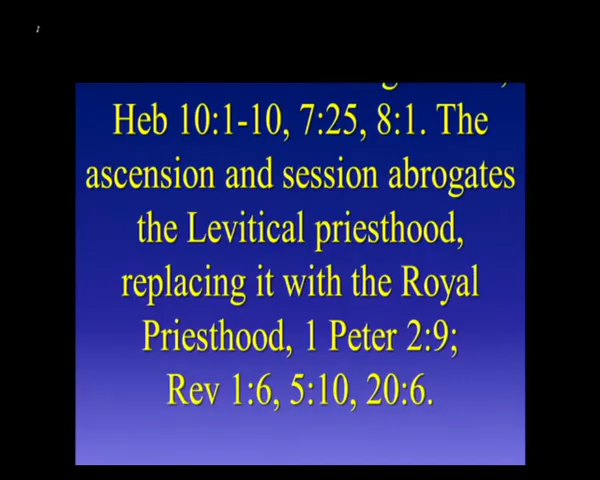 Heb 10:1-10, 7:25, 8:1. The
ascension and session abrogates
the Levitical priesthood,
replacing it with the Royal
Priesthood, 1 Peter 2:9;
Rev 1:6, 5:10, 20:6.